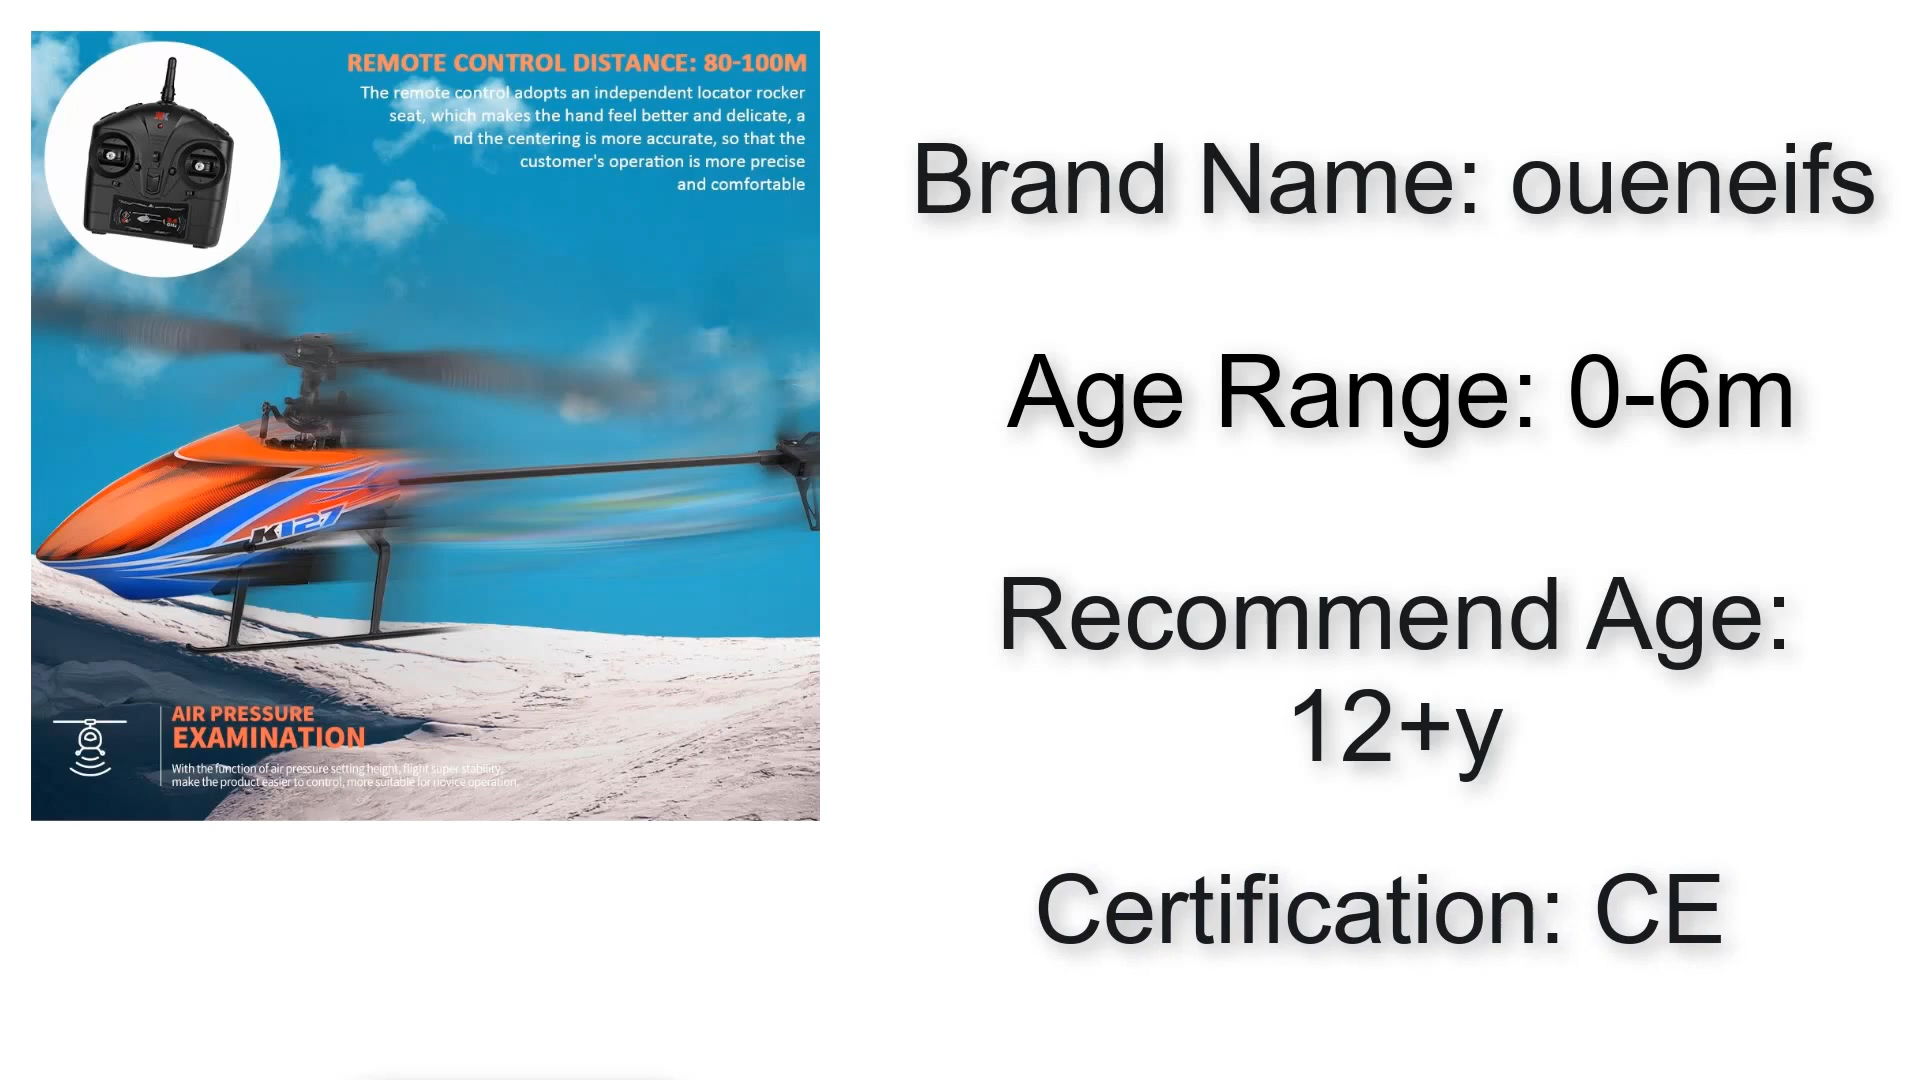 REMOTE CONTROL DISTANCE: 80-100M
The remote control adopts an independent locator rocker
seat, which makes the hand feel better and delicate, a
nd the centering is more accurate, so that the
customer's operation is more precise
and comfortable
K127
AIR PRESSURE
EXAMINATION
With the function of air pressure setting height, flight super stability,
make the product easier to control, more suitable for novice operation.
Brand Name: oueneifs
Age Range: 0-6m
Recommend Age:
12+y
Certification: CE